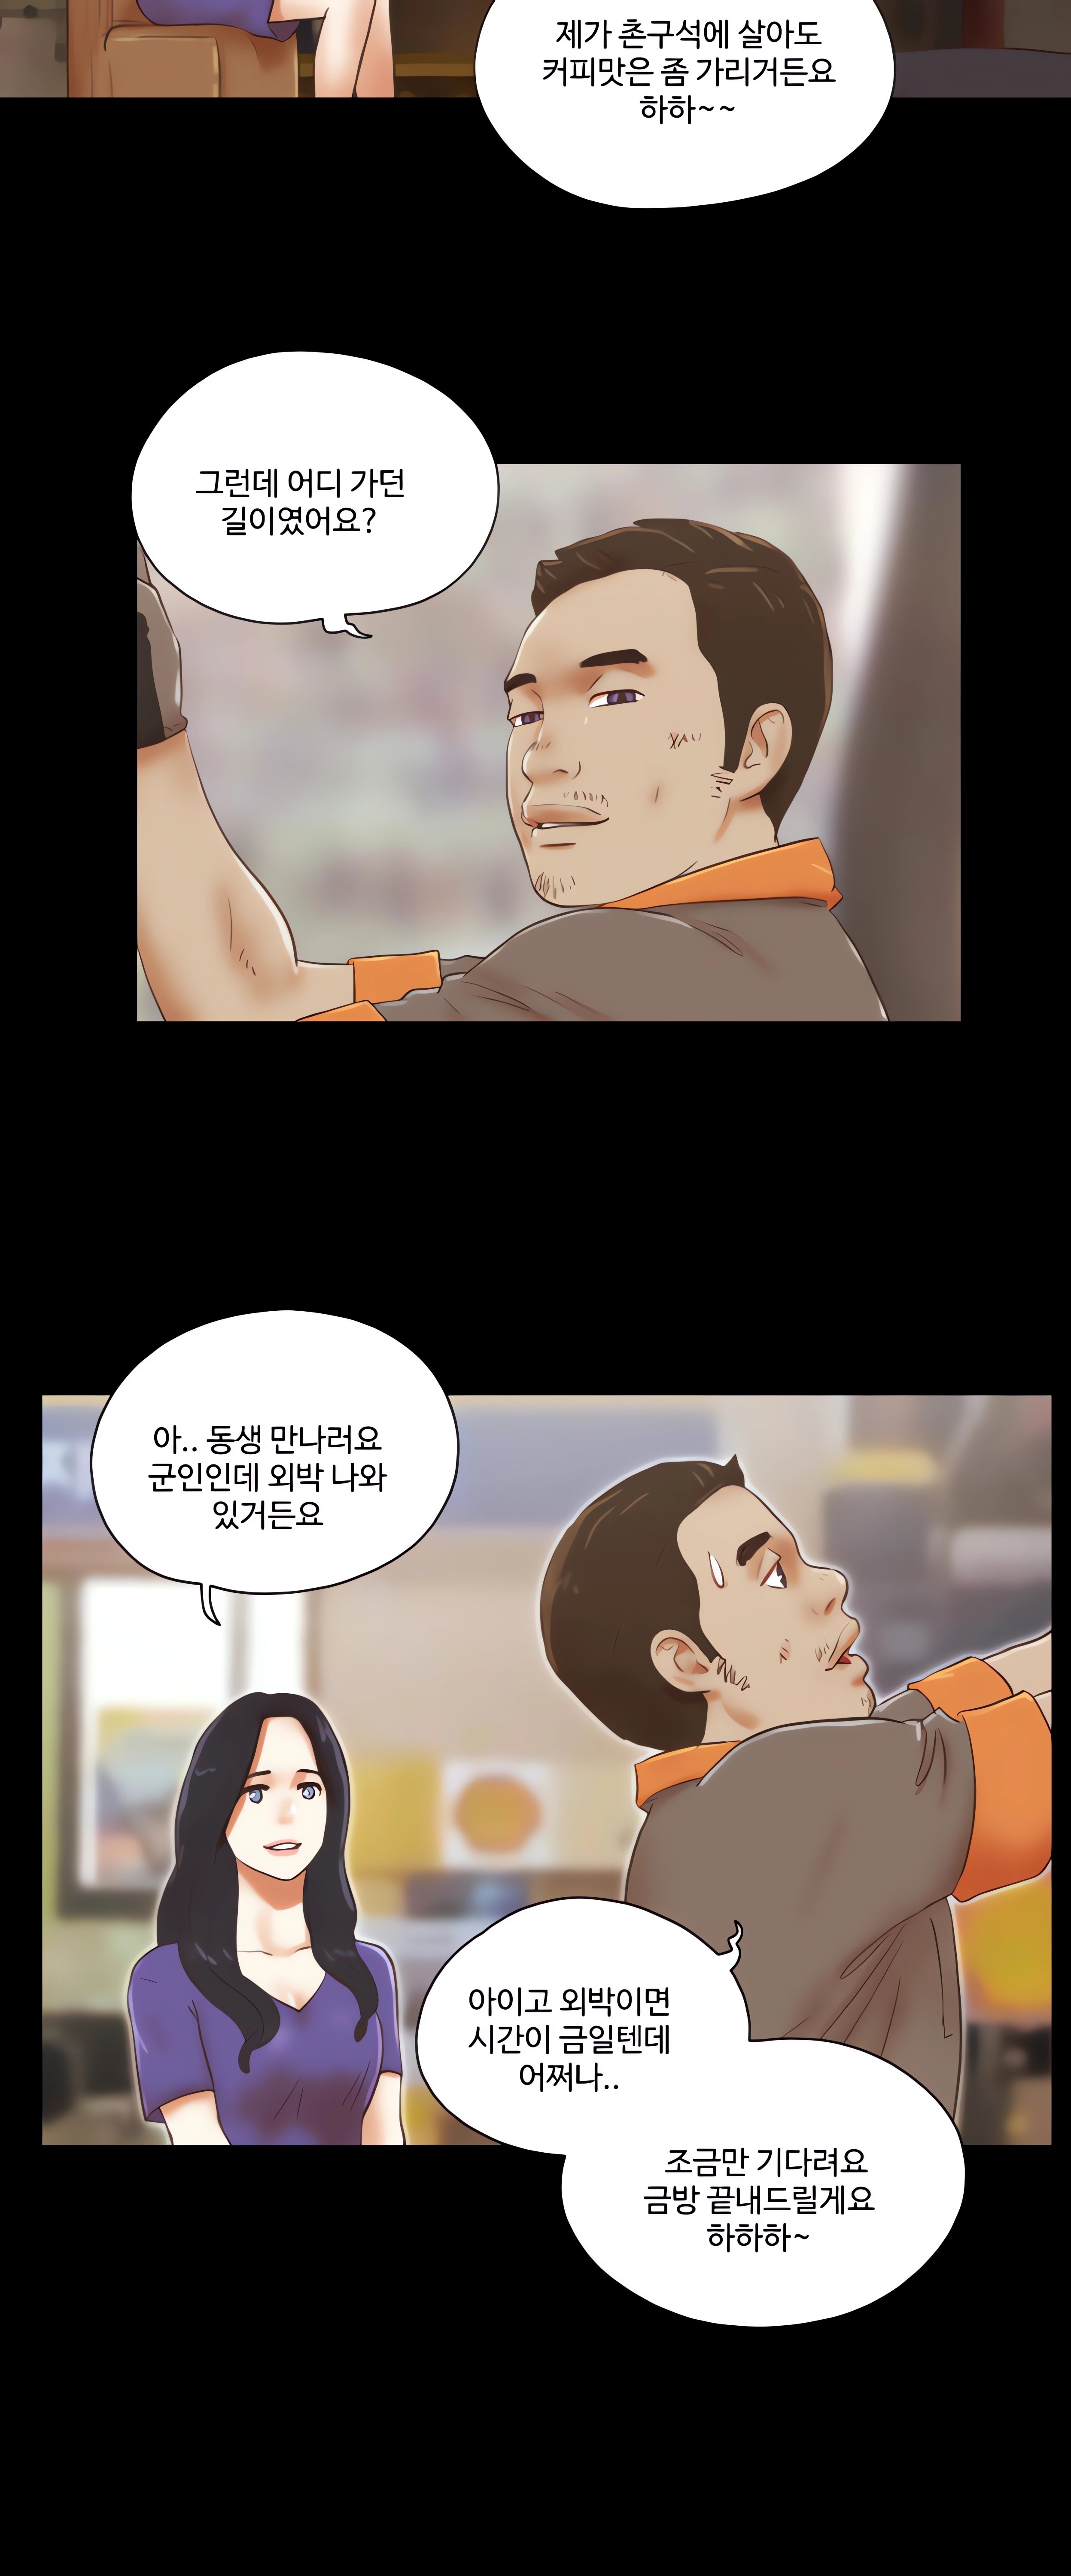 제가 촌구석에 살아도
커피맛은 좀 가리거든요
하하~~
그런데 어디 가던
길이였어요?
아.. 동생 만나러요
군인인데 외박 나와
있거든요
아이고 외박이면
시간이 금일텐데
어쩌나..
조금만 기다려요
금방 끝내드릴게요
하하하~